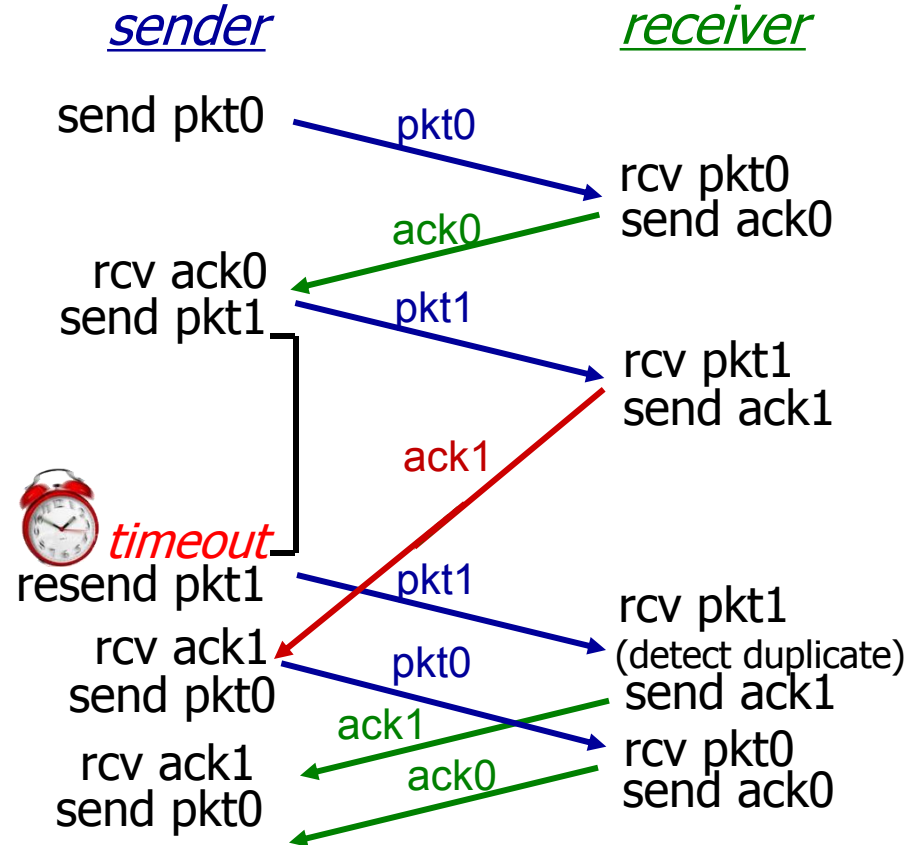 sender
receiver
send pkt0
pkt0
rcv pkt0
send ack0
ack0
rcv ack0
send pkt1
pkt1
rcv pkt1
send ack1
ack1
timeout
resend pkt1
pkt1
rcv pkt1
(detect duplicate)
send ack1
rcv ack1
send pkt0
pkt0
ack1
rcv pkt0
send ack0
rcv ack1
send pkt0
ack0